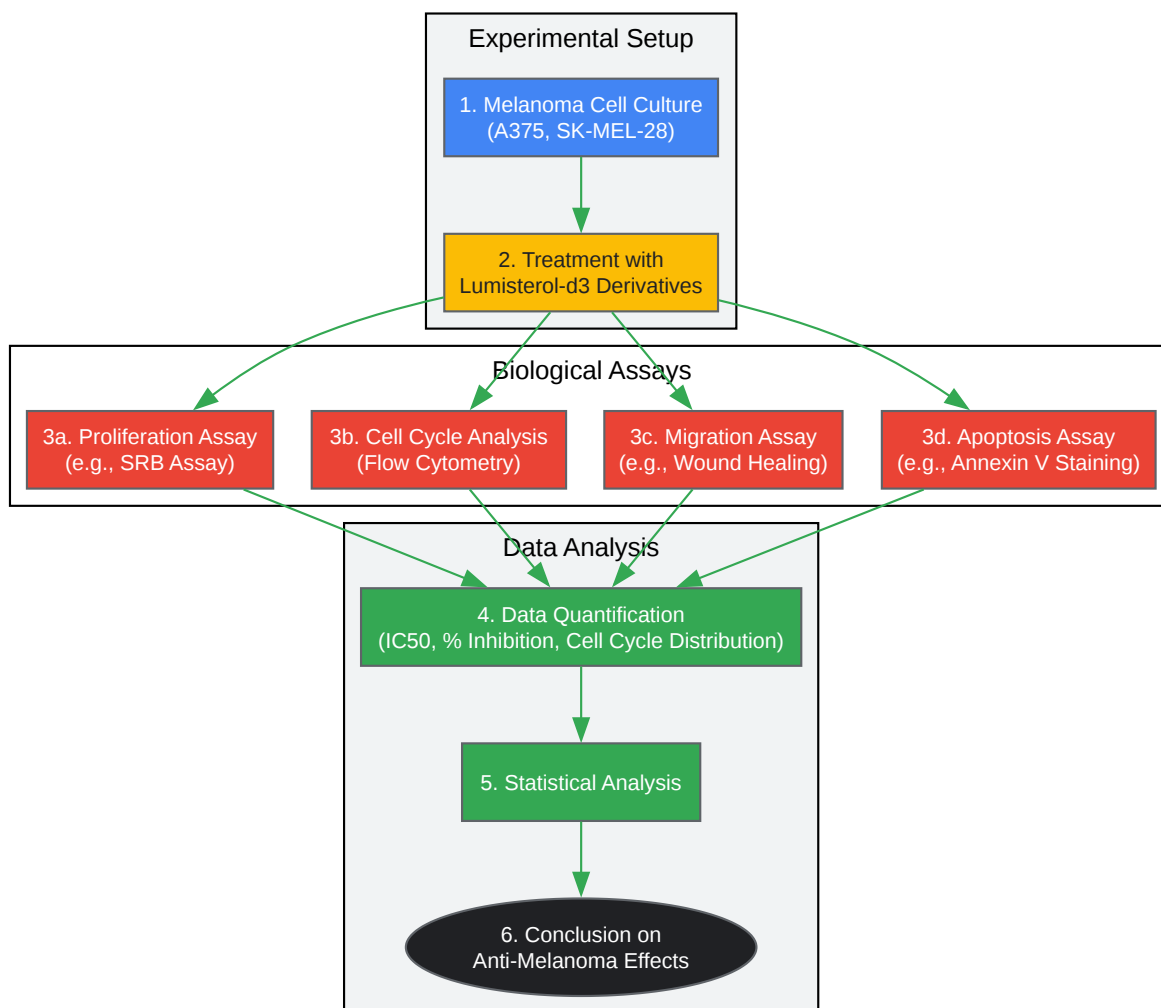 Experimental Setup
1. Melanoma Cell Culture
(A375, SK-MEL-28)
2. Treatment with
Lumisterol-d3 Derivatives
Biological Assays
3a. Proliferation Assay
(e.g., SRB Assay)
3b. Cell Cycle Analysis
(Flow Cytometry)
3c. Migration Assay
(e.g., Wound Healing)
3d. Apoptosis Assay
(e.g., Annexin V Staining)
Data Analysis
4. Data Quantification
(IC50, % Inhibition, Cell Cycle Distribution)
5. Statistical Analysis
6. Conclusion on
Anti-Melanoma Effects